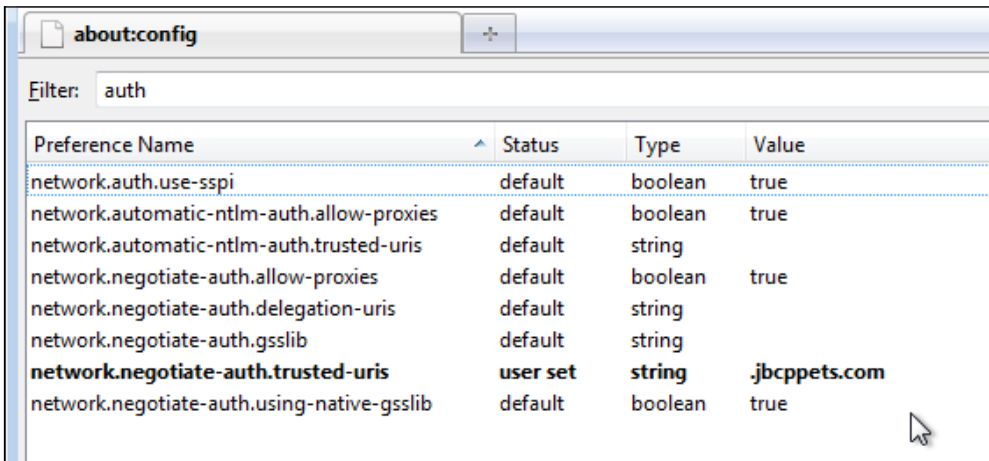 about:config
Filter: auth
Preference Name Status Type Value
network.auth.use-sspi default boolean true
network.automatic-ntlm-auth.allow-proxies default boolean true
network.automatic-ntlm-auth.trusted-uris default string
network.negotiate-auth.allow-proxies default boolean true
network.negotiate-auth.delegation-uris default string
network.negotiate-auth.gsslib default string
network.negotiate-auth.trusted-uris user set string .jbcppets.com
network.negotiate-auth.using-native-gsslib default boolean true